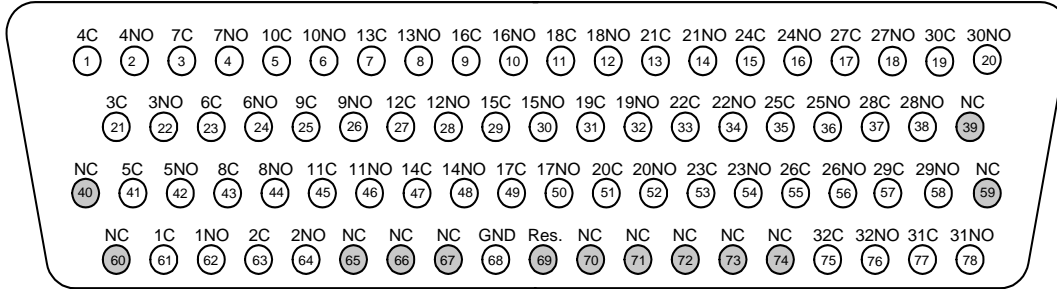 4C 4NO 7C 7NO 10C 10NO 13C 13NO 16C 16NO 18C 18NO 21C 21NO 24C 24NO 27C 27NO 30C 30NO
1 2 3 4 5 6 7 8 9 10 11 12 13 14 15 16 17 18 19 20
3C 3NO 6C 6NO 9C 9NO 12C 12NO 15C 15NO 19C 19NO 22C 22NO 25C 25NO 28C 28NO NC
21 22 23 24 25 26 27 28 29 30 31 32 33 34 35 36 37 38 39
NC 5C 5NO 8C 8NO 11C 11NO 14C 14NO 17C 17NO 20C 20NO 23C 23NO 26C 26NO 29C 29NO NC
40 41 42 43 44 45 46 47 48 49 50 51 52 53 54 55 56 57 58 59
NC 1C 1NO 2C 2NO NC NC NC GND Res. NC NC NC NC NC 32C 32NO 31C 31NO
60 61 62 63 64 65 66 67 68 69 70 71 72 73 74 75 76 77 78